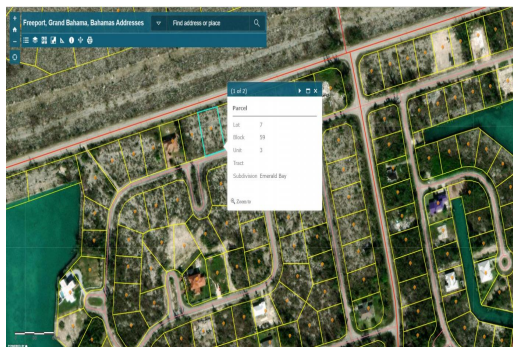 Freeport, Grand Bahama, Bahamas Addresses
Find address or place
(1 of 2)
Parcel
Lot 7
Block 59
Unit 3
Tract
Subdivision Emerald Bay
Zoom to